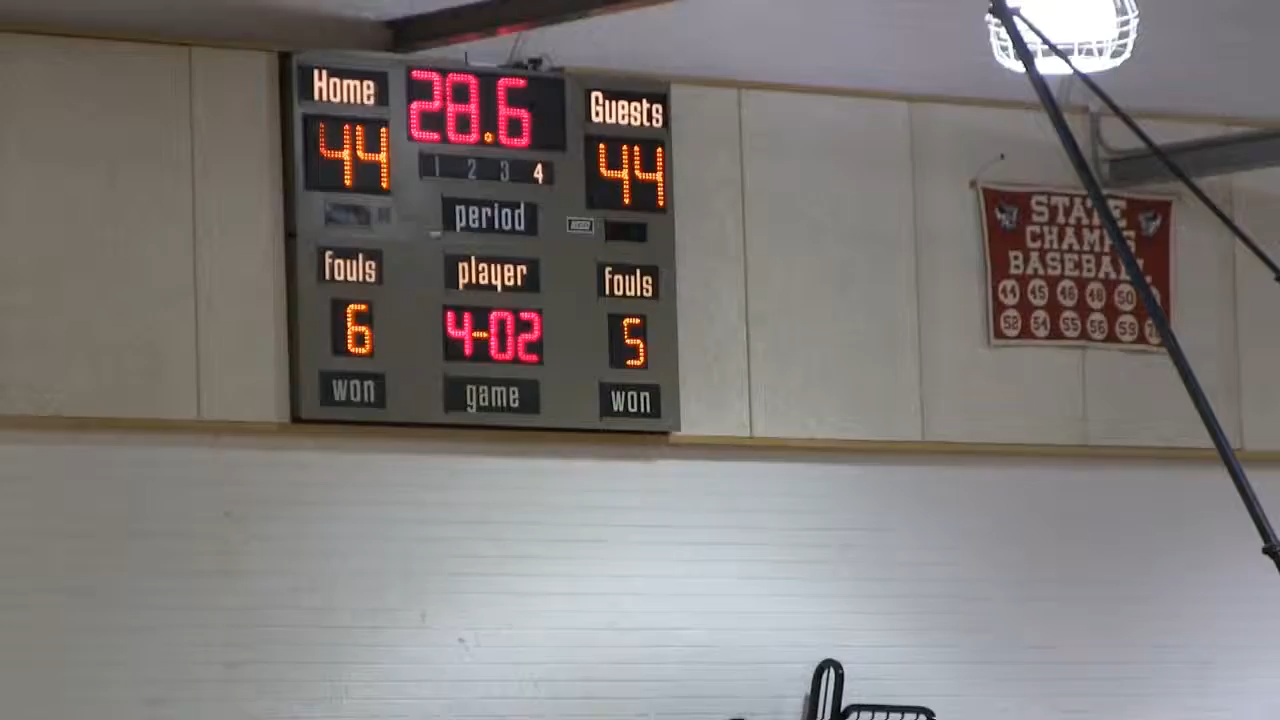 Home 28.6 Guests
44 1 2 3 4 44
period
fouls player fouls
6 4-02 5
won game won
STATE
CHAMPS
BASEBALL
44 45 46 48 50
52 54 55 56 59